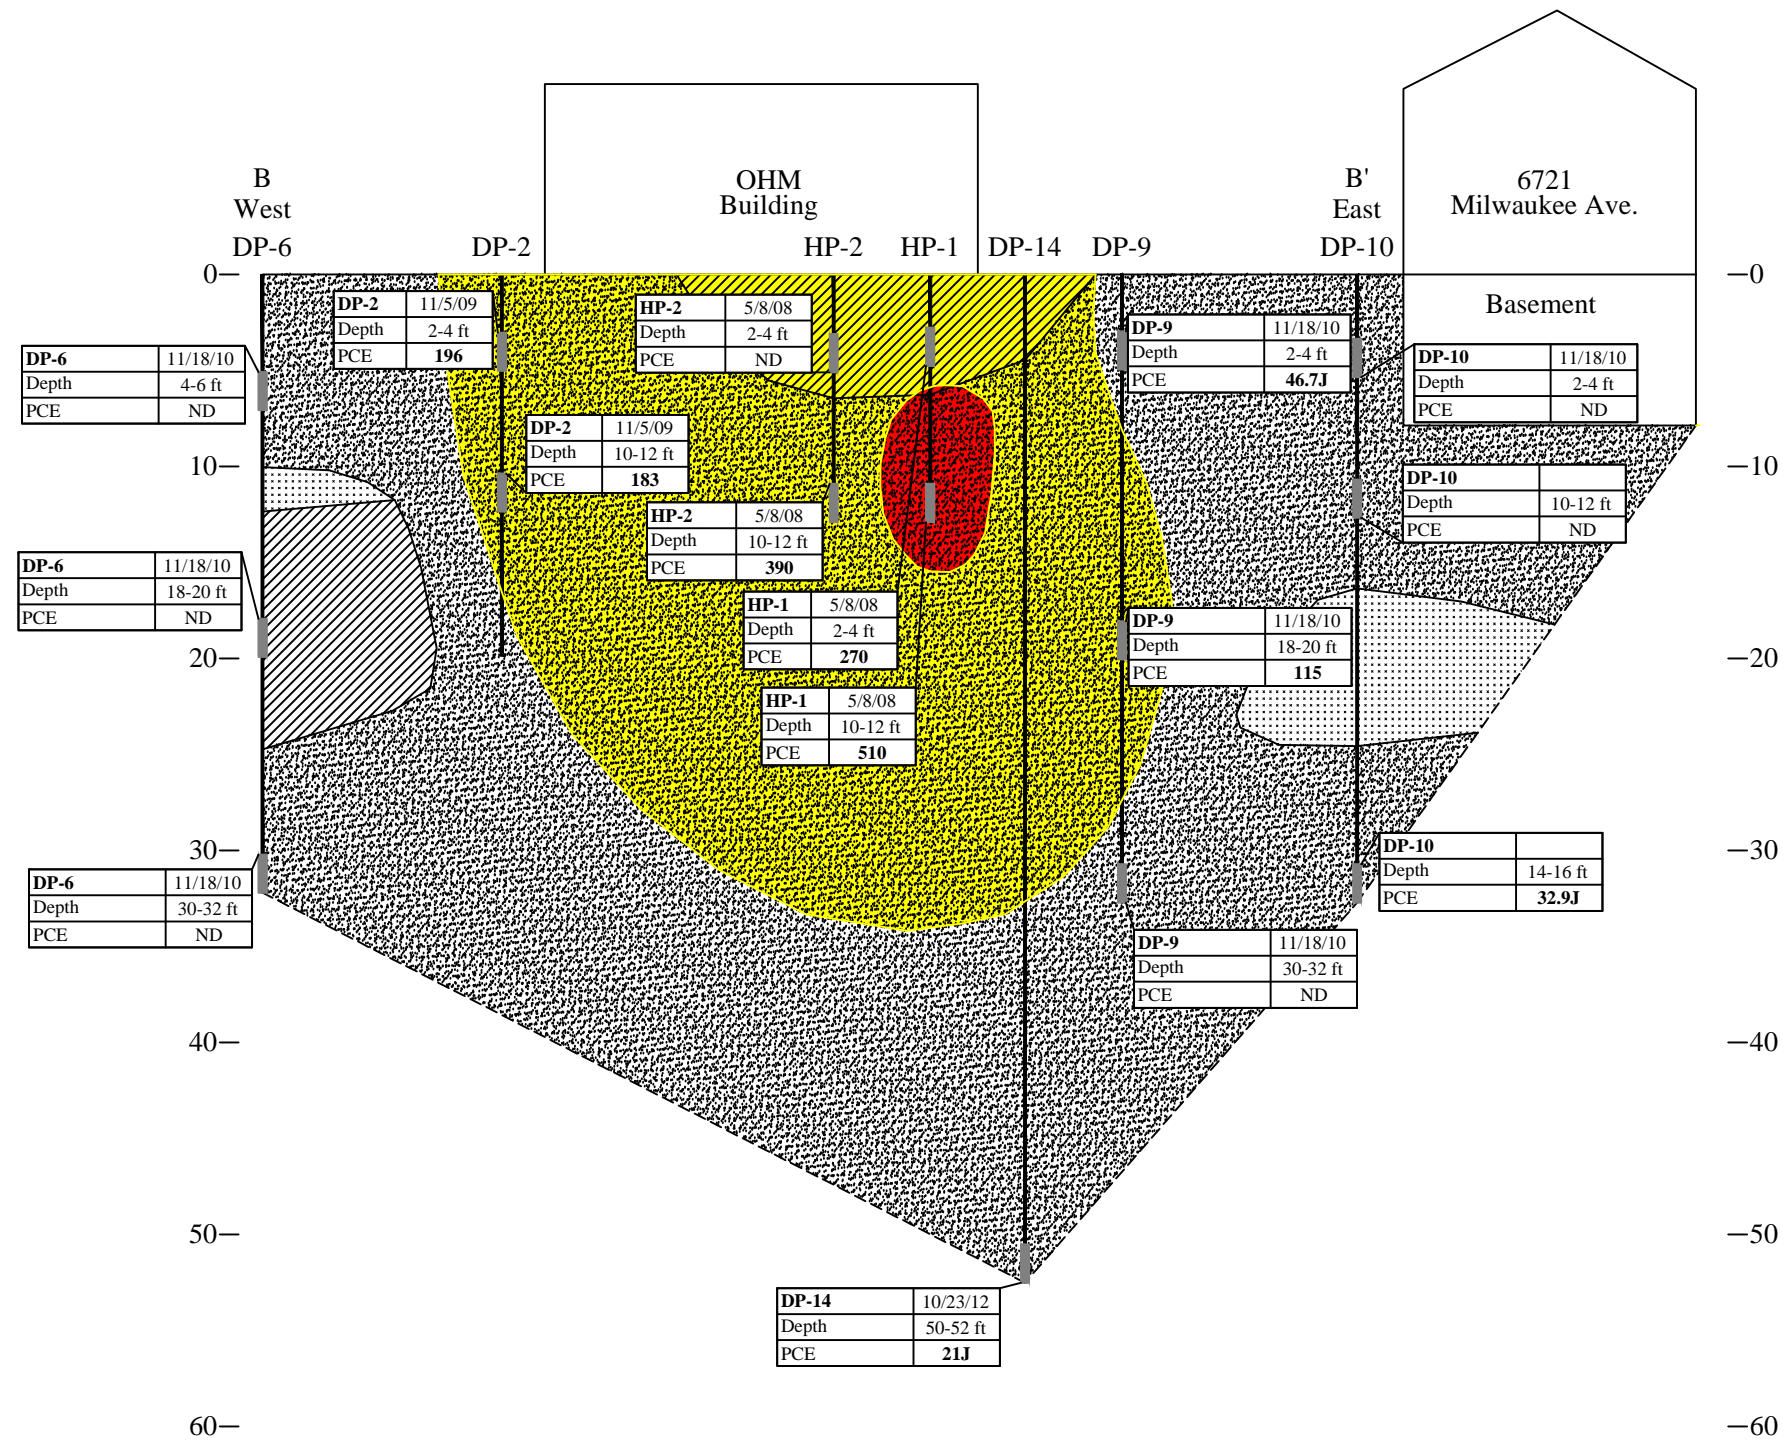 OHM
Building
6721
Milwaukee Ave.
B
West
B'
East
DP-6
DP-2
HP-2
HP-1
DP-14
DP-9
DP-10
0
0
Basement
DP-2 11/5/09
Depth 2-4 ft
PCE 196
HP-2 5/8/08
Depth 2-4 ft
PCE ND
DP-9 11/18/10
Depth 2-4 ft
PCE 46.7J
DP-6 11/18/10
Depth 4-6 ft
PCE ND
DP-10 11/18/10
Depth 2-4 ft
PCE ND
10
10
DP-2 11/5/09
Depth 10-12 ft
PCE 183
DP-10
Depth 10-12 ft
PCE ND
HP-2 5/8/08
Depth 10-12 ft
PCE 390
DP-6 11/18/10
Depth 18-20 ft
PCE ND
HP-1 5/8/08
Depth 2-4 ft
PCE 270
DP-9 11/18/10
Depth 18-20 ft
PCE 115
20
20
HP-1 5/8/08
Depth 10-12 ft
PCE 510
30
30
DP-10
Depth 14-16 ft
PCE 32.9J
DP-6 11/18/10
Depth 30-32 ft
PCE ND
DP-9 11/18/10
Depth 30-32 ft
PCE ND
40
40
50
50
DP-14 10/23/12
Depth 50-52 ft
PCE 21J
60
60